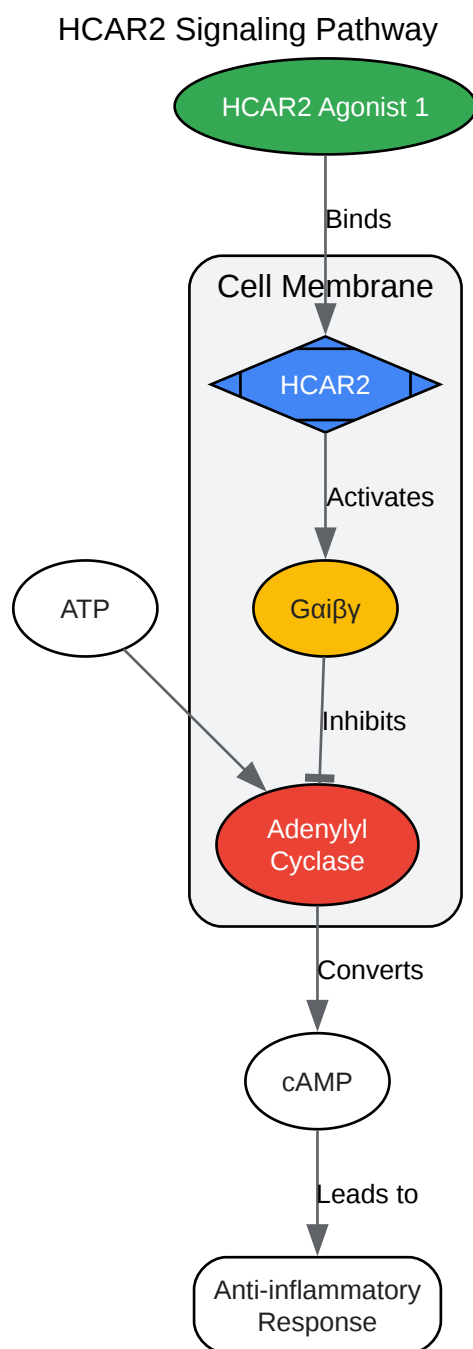 HCAR2 Signaling Pathway
HCAR2 Agonist 1
Binds
Cell Membrane
HCAR2
Activates
ATP
Gαiβγ
Inhibits
Adenylyl
Cyclase
Converts
cAMP
Leads to
Anti-inflammatory
Response